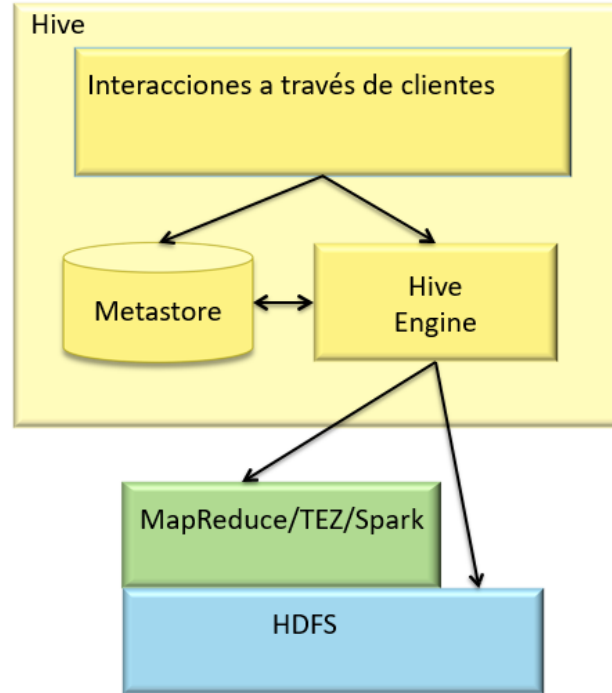 Hive
Interacciones a través de clientes
Metastore
Hive
Engine
MapReduce/TEZ/Spark
HDFS